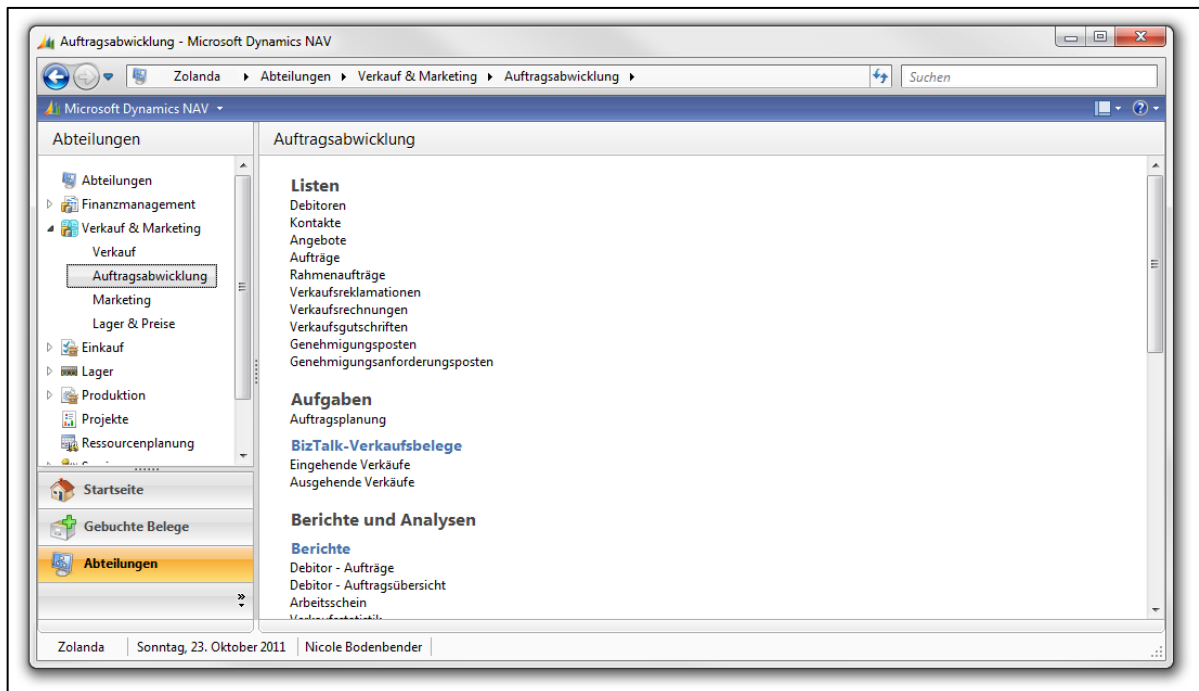 Auftragsabwicklung - Microsoft Dynamics NAV
Zolanda Abteilungen Verkauf & Marketing Auftragsabwicklung
Suchen
Microsoft Dynamics NAV
Abteilungen
Abteilungen
Finanzmanagement
Verkauf & Marketing
Verkauf
Auftragsabwicklung
Marketing
Lager & Preise
Einkauf
Lager
Produktion
Projekte
Ressourcenplanung
Startseite
Gebuchte Belege
Abteilungen
Auftragsabwicklung
Listen
Debitoren
Kontakte
Angebote
Aufträge
Rahmenaufträge
Verkaufsreklamationen
Verkaufsrechnungen
Verkaufsgutschriften
Genehmigungsposten
Genehmigungsanforderungsposten
Aufgaben
Auftragsplanung
BizTalk-Verkaufsbelege
Eingehende Verkäufe
Ausgehende Verkäufe
Berichte und Analysen
Berichte
Debitor - Aufträge
Debitor - Auftragsübersicht
Arbeitsschein
Zolanda Sonntag, 23. Oktober 2011 Nicole Bodenbender